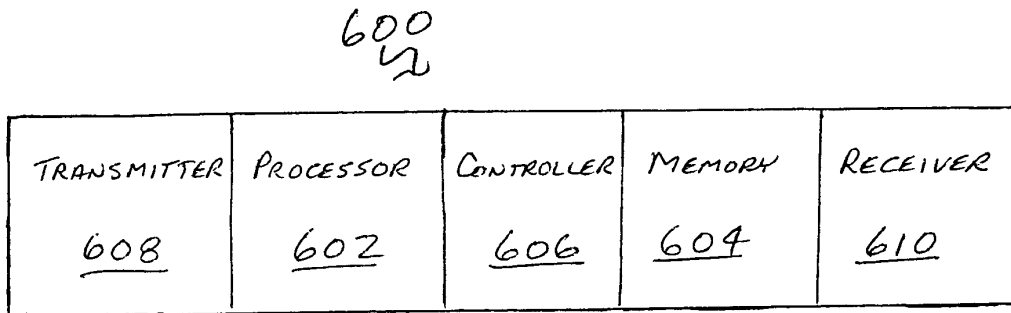 600
TRANSMITTER PROCESSOR CONTROLLER MEMORY RECEIVER
608 602 606 604 610